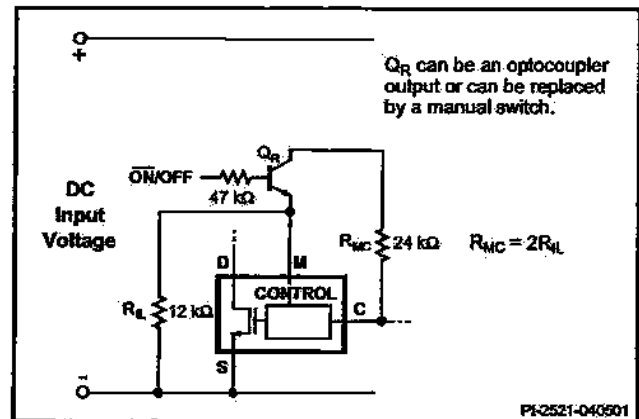 +
Q_R can be an optocoupler
output or can be replaced
by a manual switch.
Q_R
ON/OFF
47 kΩ
DC
Input
Voltage
R_MC 24 kΩ R_MC = 2R_IL
D M
CONTROL
C
R_IL 12 kΩ
S
-
PI-2521-040501